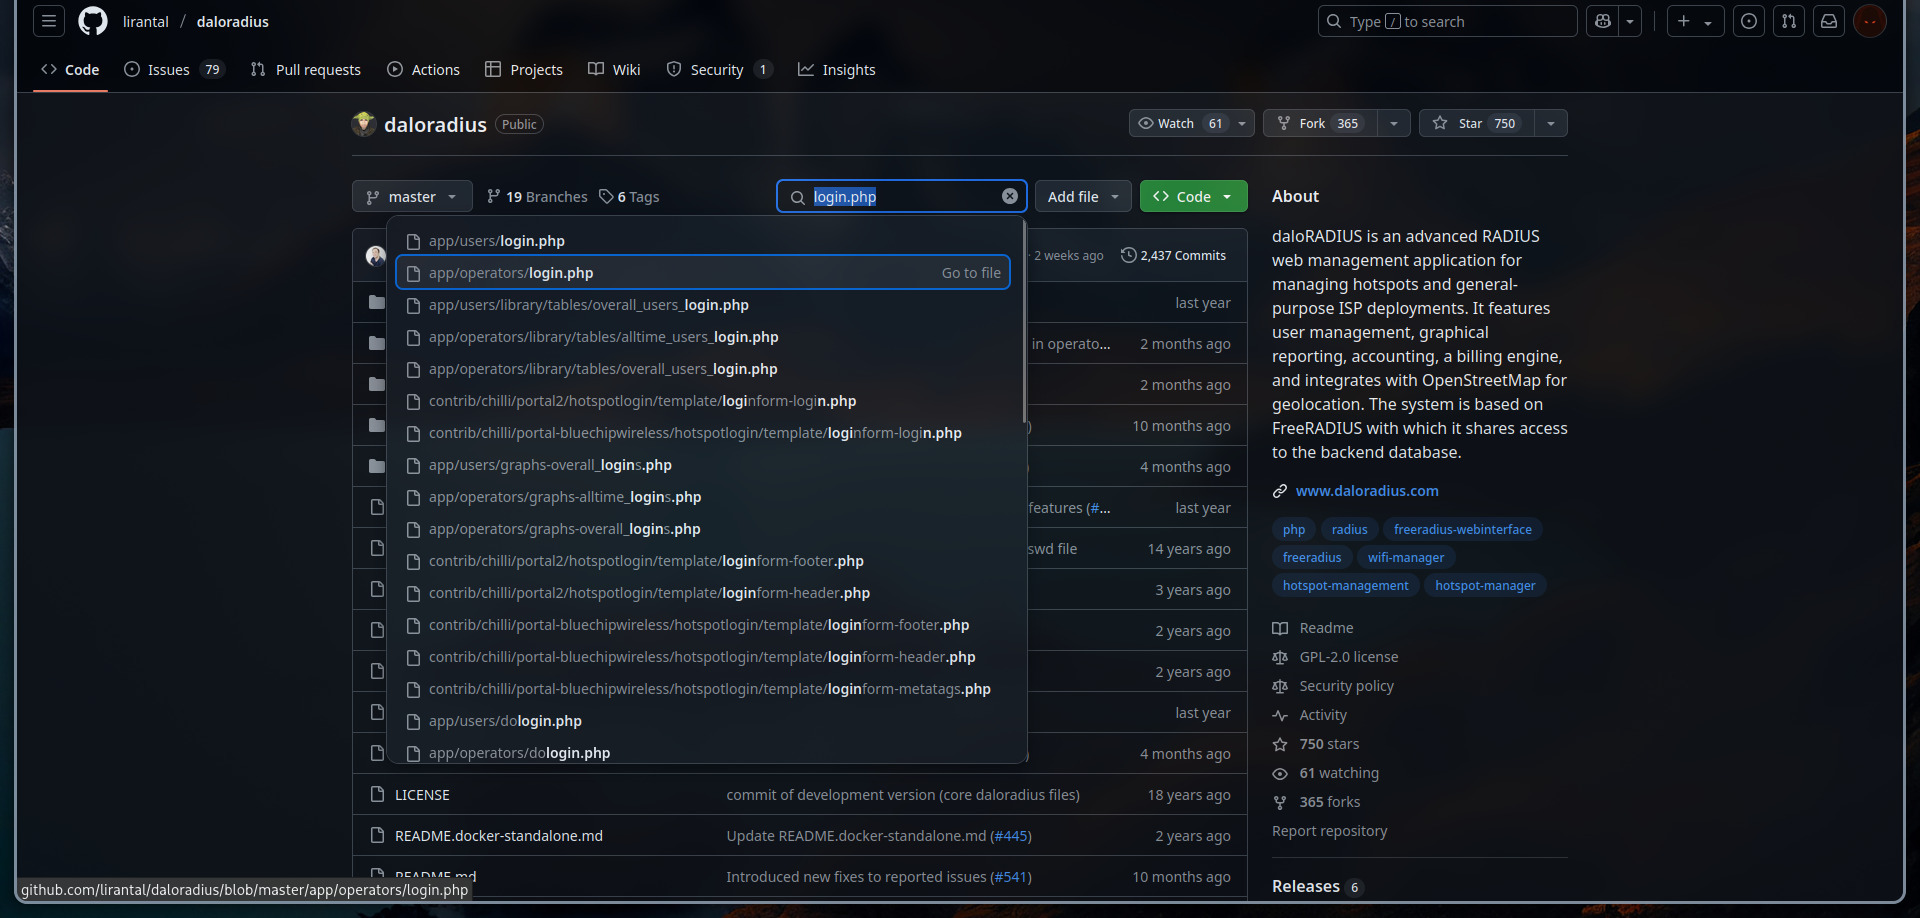 lirantal / daloradius
Type / to search
Code
Issues 79
Pull requests
Actions
Projects
Wiki
Security 1
Insights
daloradius Public
Watch 61
Fork 365
Star 750
master
19 Branches
6 Tags
login.php
Add file
Code
app/users/login.php
app/operators/login.php Go to file
app/users/library/tables/overall_users_login.php
app/operators/library/tables/alltime_users_login.php
app/operators/library/tables/overall_users_login.php
contrib/chilli/portal2/hotspotlogin/template/loginform-login.php
contrib/chilli/portal-bluechipwireless/hotspotlogin/template/loginform-login.php
app/users/graphs-overall_logins.php
app/operators/graphs-alltime_logins.php
app/operators/graphs-overall_logins.php
contrib/chilli/portal2/hotspotlogin/template/loginform-footer.php
contrib/chilli/portal2/hotspotlogin/template/loginform-header.php
contrib/chilli/portal-bluechipwireless/hotspotlogin/template/loginform-footer.php
contrib/chilli/portal-bluechipwireless/hotspotlogin/template/loginform-header.php
contrib/chilli/portal-bluechipwireless/hotspotlogin/template/loginform-metatags.php
app/users/dologin.php
app/operators/dologin.php
· 2 weeks ago 2,437 Commits
last year
in operato... 2 months ago
2 months ago
) 10 months ago
) 4 months ago
features (#... last year
swd file 14 years ago
3 years ago
2 years ago
2 years ago
last year
) 4 months ago
LICENSE commit of development version (core daloradius files) 18 years ago
README.docker-standalone.md Update README.docker-standalone.md (#445) 2 years ago
README.md Introduced new fixes to reported issues (#541) 10 months ago
About
daloRADIUS is an advanced RADIUS
web management application for
managing hotspots and general-
purpose ISP deployments. It features
user management, graphical
reporting, accounting, a billing engine,
and integrates with OpenStreetMap for
geolocation. The system is based on
FreeRADIUS with which it shares access
to the backend database.
www.daloradius.com
php radius freeradius-webinterface
freeradius wifi-manager
hotspot-management hotspot-manager
Readme
GPL-2.0 license
Security policy
Activity
750 stars
61 watching
365 forks
Report repository
Releases 6
github.com/lirantal/daloradius/blob/master/app/operators/login.php